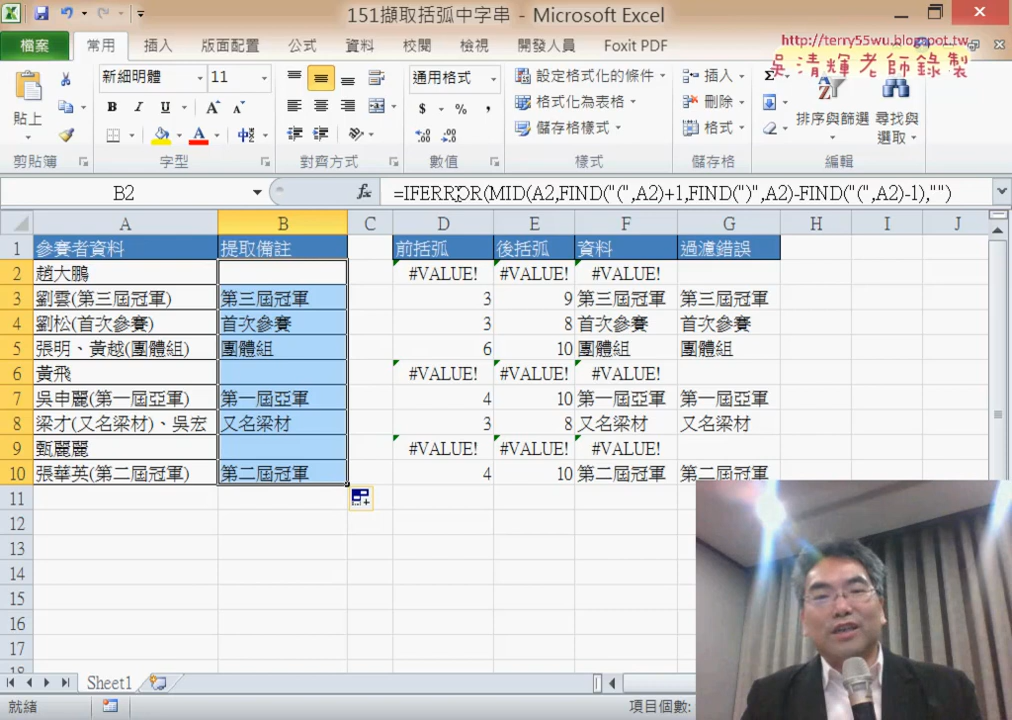 151擷取括弧中字串 - Microsoft Excel
檔案 常用 插入 版面配置 公式 資料 校閱 檢視 開發人員 Foxit PDF
http://terry55wu.blogspot.tw
吳清輝老師錄製
新細明體 11 通用格式 設定格式化的條件 插入
貼上 B I U A A 格式化為表格 刪除 排序與篩選 尋找與選取
A 中 $ % , 儲存格樣式 格式
剪貼簿 字型 對齊方式 數值 樣式 儲存格 編輯
B2 fx =IFERROR(MID(A2,FIND("(",A2)+1,FIND(")",A2)-FIND("(",A2)-1),"")
A B C D E F G H I J
1 參賽者資料 提取備註 前括弧 後括弧 資料 過濾錯誤
2 趙大鵬 #VALUE! #VALUE! #VALUE!
3 劉雲(第三屆冠軍) 第三屆冠軍 3 9 第三屆冠軍 第三屆冠軍
4 劉松(首次參賽) 首次參賽 3 8 首次參賽 首次參賽
5 張明、黃越(團體組) 團體組 6 10 團體組 團體組
6 黃飛 #VALUE! #VALUE! #VALUE!
7 吳申麗(第一屆亞軍) 第一屆亞軍 4 10 第一屆亞軍 第一屆亞軍
8 梁才(又名梁材)、吳宏 又名梁材 3 8 又名梁材 又名梁材
9 甄麗麗 #VALUE! #VALUE! #VALUE!
10 張華英(第二屆冠軍) 第二屆冠軍 4 10 第二屆冠軍 第二屆冠軍
11
12
13
14
15
16
17
18
Sheet1
就緒 項目個數: